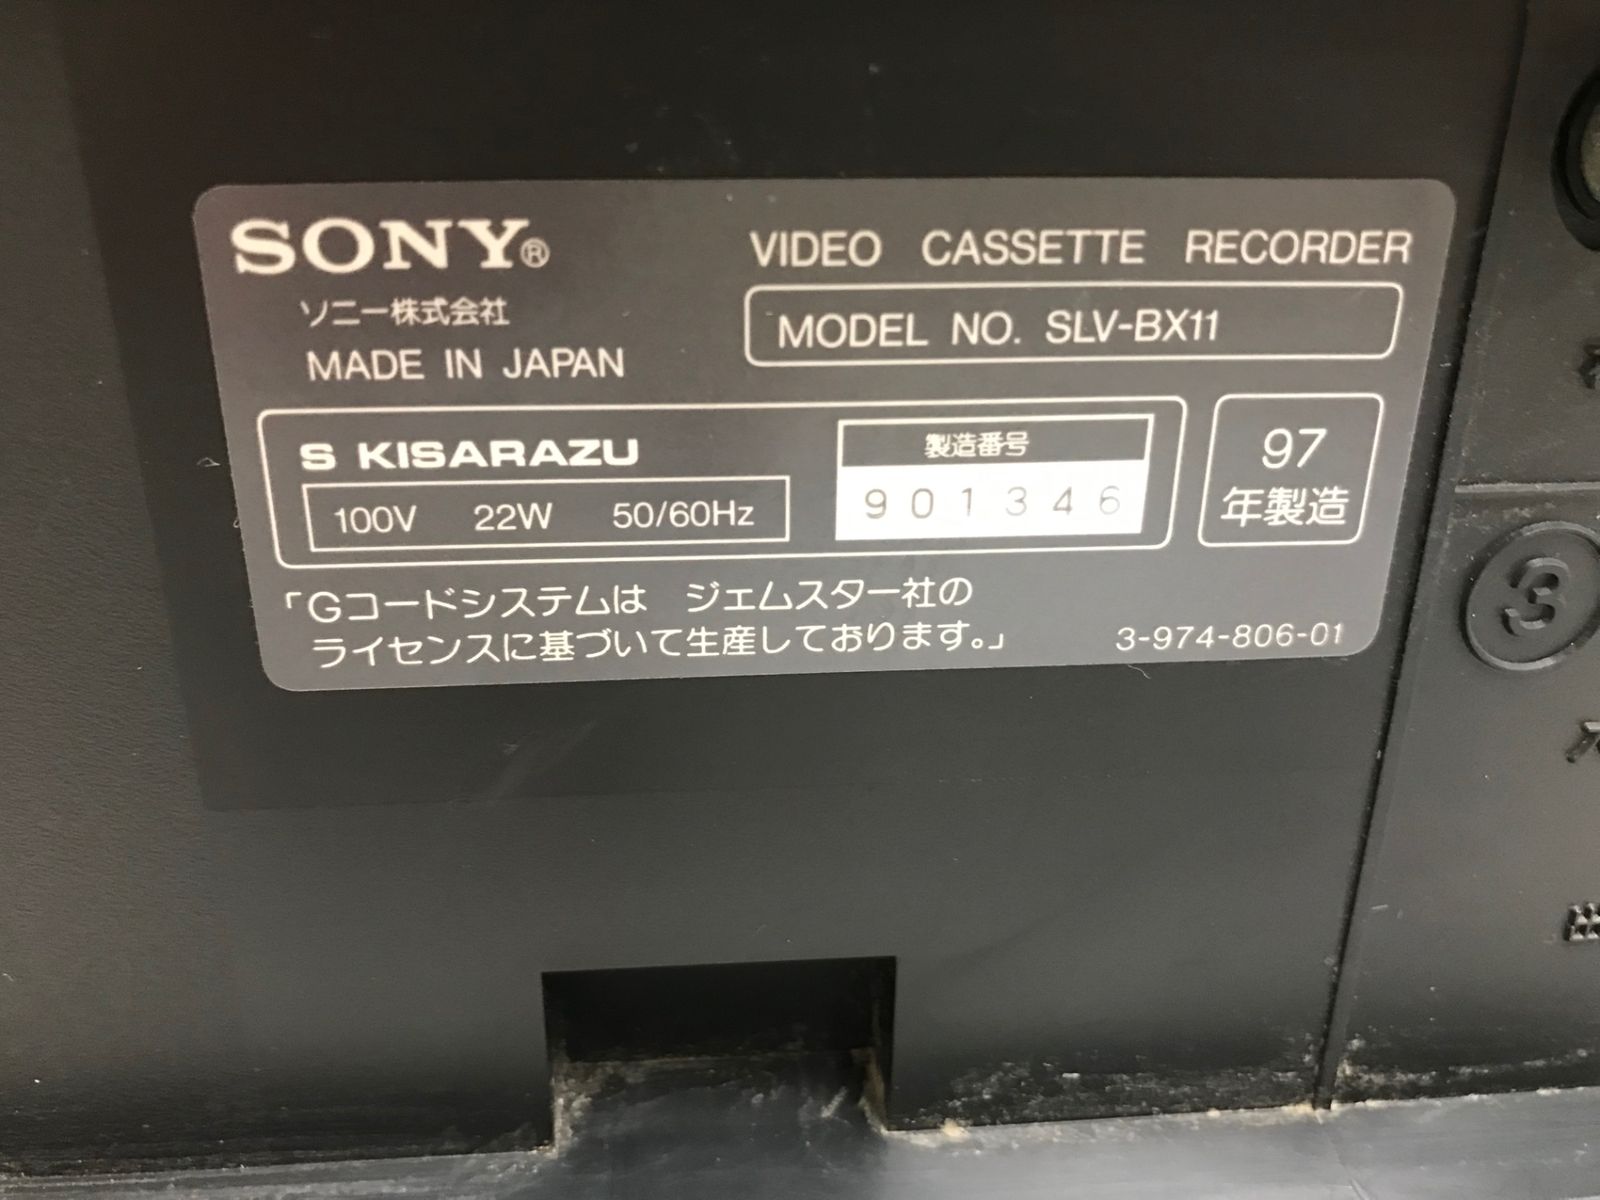 SONY®
ソニー株式会社
MADE IN JAPAN
VIDEO CASSETTE RECORDER
MODEL NO. SLV-BX11
S KISARAZU
100V 22W 50/60Hz
製造番号
901346
97
年製造
「Gコードシステムは ジェムスター社の
ライセンスに基づいて生産しております。」
3-974-806-01
3